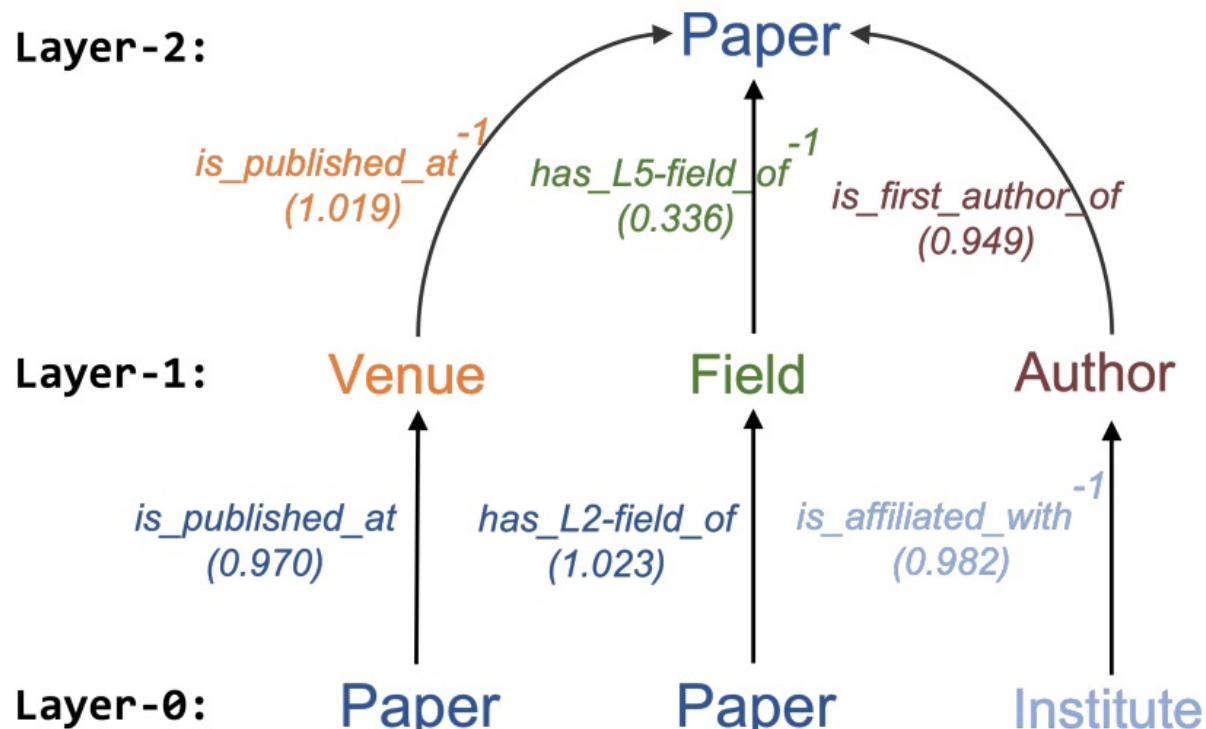 Layer-2: Paper
is_published_at^-1 has_L5-field_of^-1 is_first_author_of
(1.019) (0.336) (0.949)
Layer-1: Venue Field Author
is_published_at has_L2-field_of is_affiliated_with^-1
(0.970) (1.023) (0.982)
Layer-0: Paper Paper Institute